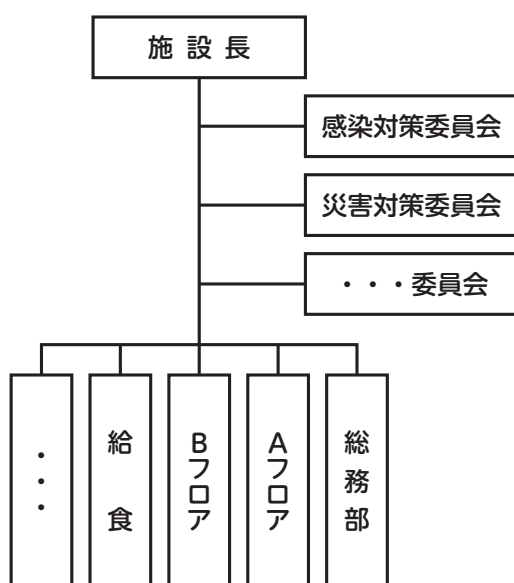 施設長
感染対策委員会
災害対策委員会
・・・委員会
総務部
Aフロア
Bフロア
給食
・・・